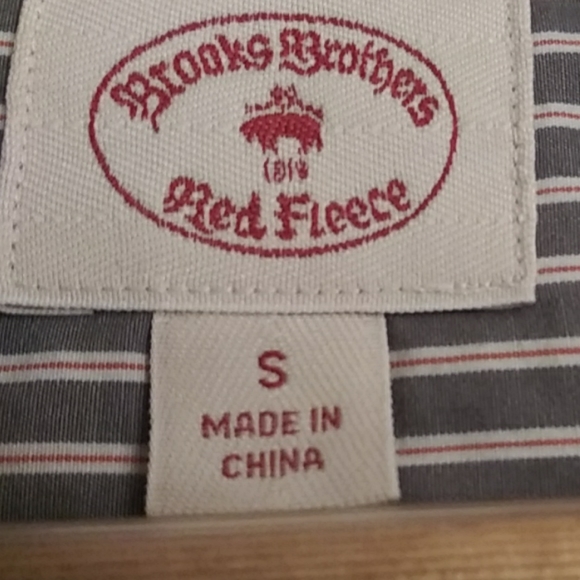 Brooks Brothers
1818
Red Fleece
S
MADE IN
CHINA